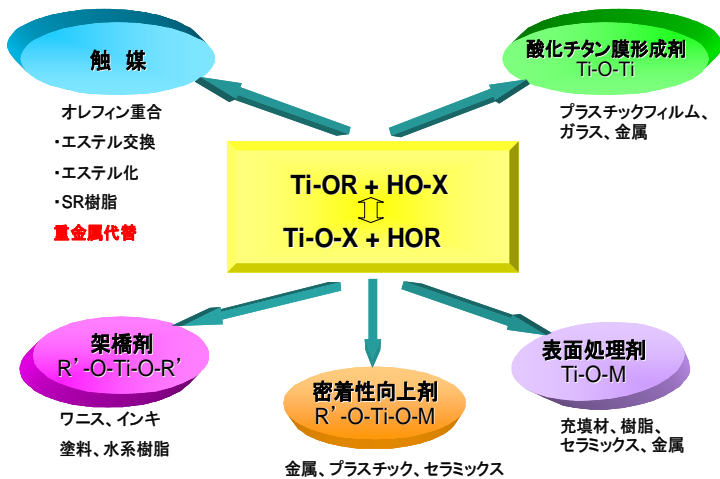 触 媒
オレフィン重合
・エステル交換
・エステル化
・SR樹脂
重金属代替
酸化チタン膜形成剤
Ti-O-Ti
プラスチックフィルム、
ガラス、金属
Ti-OR + HO-X
Ti-O-X + HOR
架橋剤
R’-O-Ti-O-R’
ワニス、インキ
塗料、水系樹脂
密着性向上剤
R’-O-Ti-O-M
金属、プラスチック、セラミックス
表面処理剤
Ti-O-M
充填材、樹脂、
セラミックス、金属